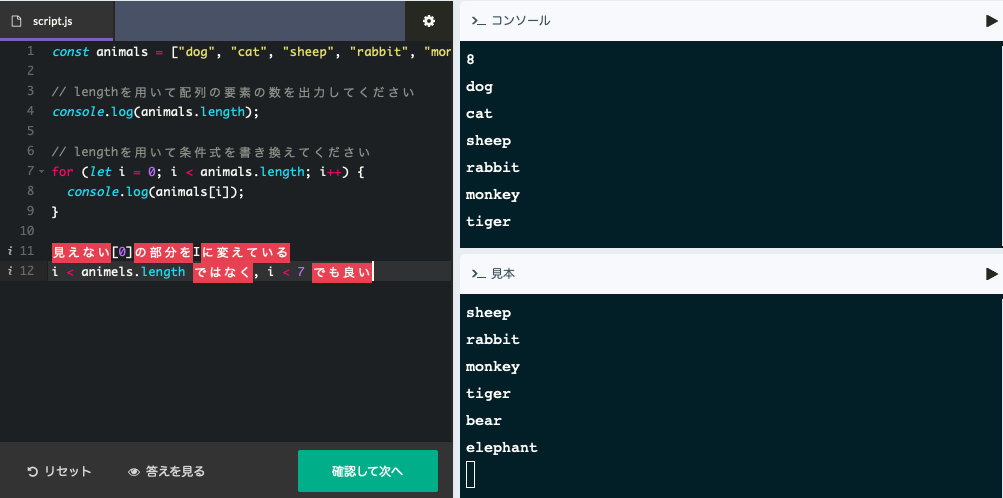 script.js
1 const animals = ["dog", "cat", "sheep", "rabbit", "mon
2
3 // lengthを用いて配列の要素の数を出力してください
4 console.log(animals.length);
5
6 // lengthを用いて条件式を書き換えてください
7 for (let i = 0; i < animals.length; i++) {
8 console.log(animals[i]);
9 }
10
i 11 見えない[0]の部分をIに変えている
i 12 i < animels.length ではなく, i < 7 でも良い
リセット
答えを見る
確認して次へ
>_ コンソール
8
dog
cat
sheep
rabbit
monkey
tiger
>_ 見本
sheep
rabbit
monkey
tiger
bear
elephant